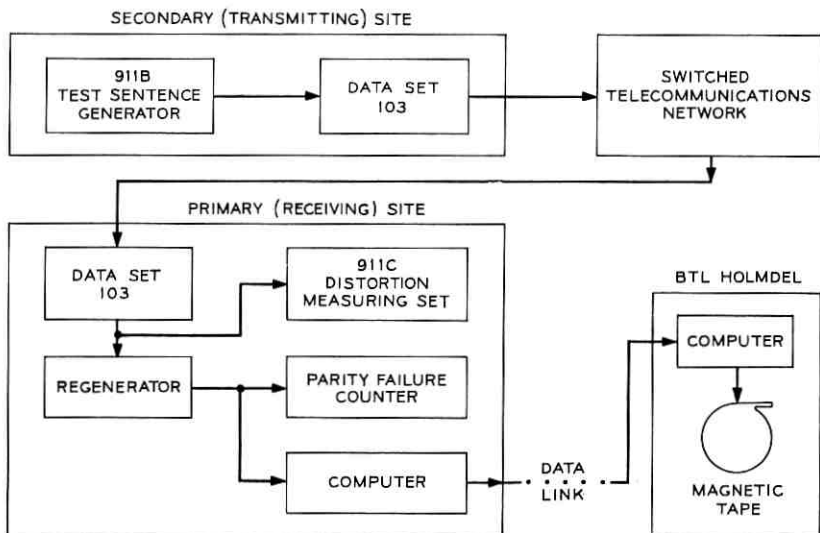 SECONDARY (TRANSMITTING) SITE
911B
TEST SENTENCE
GENERATOR
DATA SET
103
SWITCHED
TELECOMMUNICATIONS
NETWORK
PRIMARY (RECEIVING) SITE
DATA SET
103
911C
DISTORTION
MEASURING SET
BTL HOLMDEL
COMPUTER
REGENERATOR
PARITY FAILURE
COUNTER
COMPUTER
DATA
LINK
MAGNETIC
TAPE